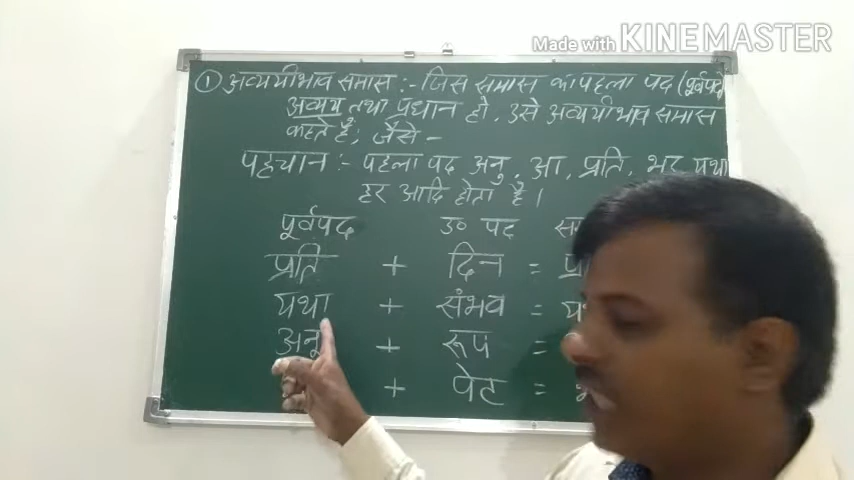 Made with KINEMASTER
① अव्ययीभाव समास :- जिस समास का पहला पद (पूर्वपद)
अव्यय तथा प्रधान हो, उसे अव्ययीभाव समास
कहते हैं; जैसे -
पहचान :- पहला पद अनु, आ, प्रति, भर, यथा
हर आदि होता है।
पूर्वपद उ० पद
प्रति + दिन =
यथा + संभव =
अनु + रूप =
+ पेट =